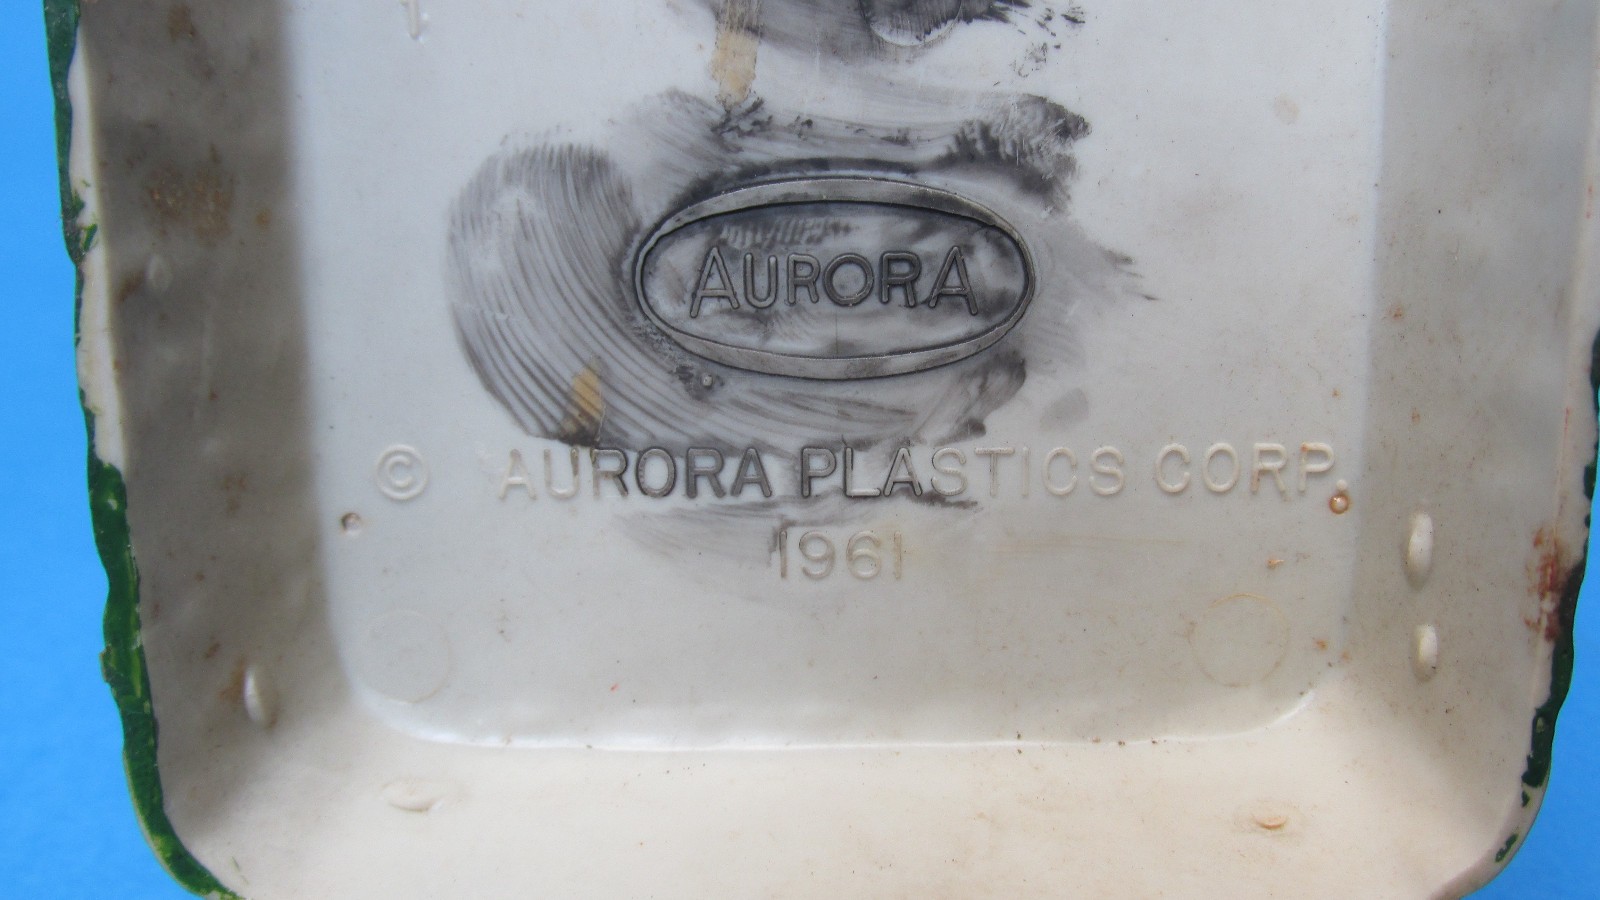 AURORA
© AURORA PLASTICS CORP.
1961